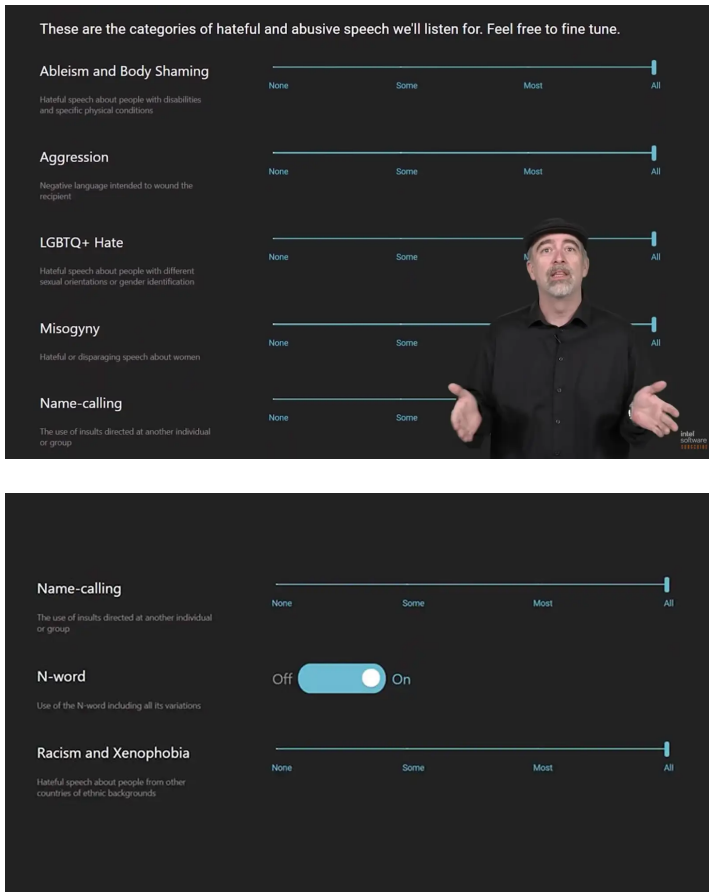 These are the categories of hateful and abusive speech we'll listen for. Feel free to fine tune.
Ableism and Body Shaming
None Some Most All
Hateful speech about people with disabilities
and specific physical conditions
Aggression
None Some Most All
Negative language intended to wound the
recipient
LGBTQ+ Hate
None Some All
Hateful speech about people with different
sexual orientations or gender identification
Misogyny
None Some All
Hateful or disparaging speech about women
Name-calling
None Some
The use of insults directed at another individual
or group
intel
software
SUBSCRIBE
Name-calling
None Some Most All
The use of insults directed at another individual
or group
N-word
Off On
Use of the N-word including all its variations
Racism and Xenophobia
None Some Most All
Hateful speech about people from other
countries of ethnic backgrounds